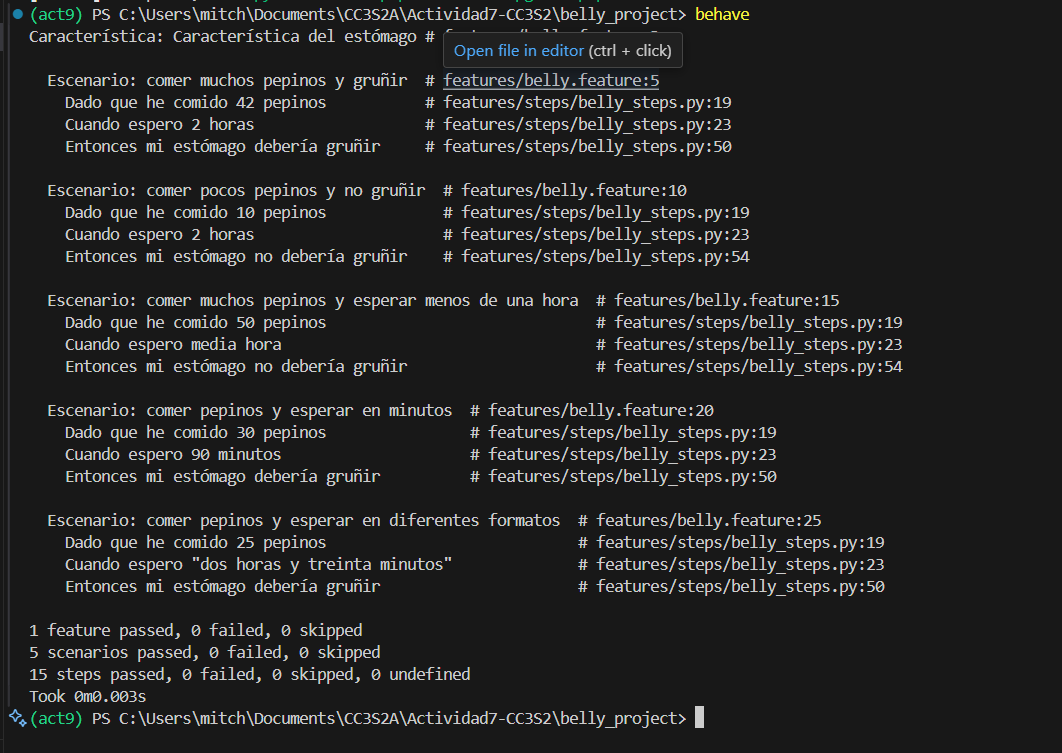 (act9) PS C:\Users\mitch\Documents\CC3S2A\Actividad7-CC3S2\belly_project> behave
Característica: Característica del estómago #
Open file in editor (ctrl + click)
Escenario: comer muchos pepinos y gruñir # features/belly.feature:5
Dado que he comido 42 pepinos # features/steps/belly_steps.py:19
Cuando espero 2 horas # features/steps/belly_steps.py:23
Entonces mi estómago debería gruñir # features/steps/belly_steps.py:50
Escenario: comer pocos pepinos y no gruñir # features/belly.feature:10
Dado que he comido 10 pepinos # features/steps/belly_steps.py:19
Cuando espero 2 horas # features/steps/belly_steps.py:23
Entonces mi estómago no debería gruñir # features/steps/belly_steps.py:54
Escenario: comer muchos pepinos y esperar menos de una hora # features/belly.feature:15
Dado que he comido 50 pepinos # features/steps/belly_steps.py:19
Cuando espero media hora # features/steps/belly_steps.py:23
Entonces mi estómago no debería gruñir # features/steps/belly_steps.py:54
Escenario: comer pepinos y esperar en minutos # features/belly.feature:20
Dado que he comido 30 pepinos # features/steps/belly_steps.py:19
Cuando espero 90 minutos # features/steps/belly_steps.py:23
Entonces mi estómago debería gruñir # features/steps/belly_steps.py:50
Escenario: comer pepinos y esperar en diferentes formatos # features/belly.feature:25
Dado que he comido 25 pepinos # features/steps/belly_steps.py:19
Cuando espero "dos horas y treinta minutos" # features/steps/belly_steps.py:23
Entonces mi estómago debería gruñir # features/steps/belly_steps.py:50
1 feature passed, 0 failed, 0 skipped
5 scenarios passed, 0 failed, 0 skipped
15 steps passed, 0 failed, 0 skipped, 0 undefined
Took 0m0.003s
(act9) PS C:\Users\mitch\Documents\CC3S2A\Actividad7-CC3S2\belly_project>